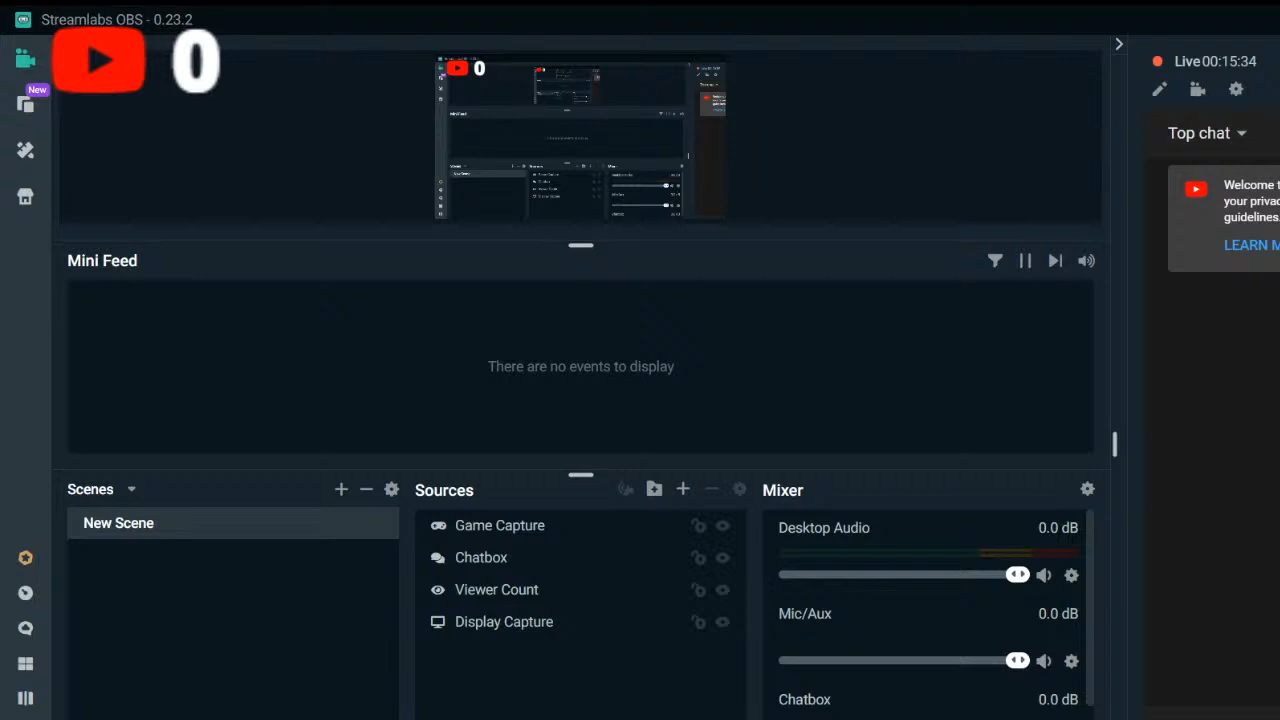 Streamlabs OBS - 0.23.2
0
New
0
Live 00:15:34
Top chat
Welcome t
your priva
guidelines
LEARN M
Mini Feed
There are no events to display
Scenes
New Scene
Sources
Game Capture
Chatbox
Viewer Count
Display Capture
Mixer
Desktop Audio 0.0 dB
Mic/Aux 0.0 dB
Chatbox 0.0 dB